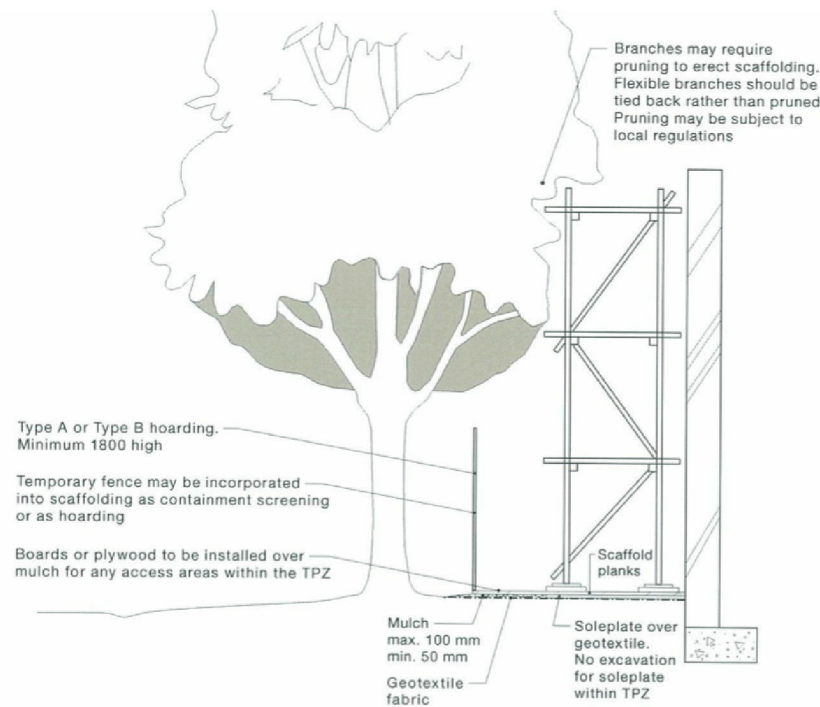 Branches may require
pruning to erect scaffolding.
Flexible branches should be
tied back rather than pruned
Pruning may be subject to
local regulations
Type A or Type B hoarding.
Minimum 1800 high
Temporary fence may be incorporated
into scaffolding as containment screening
or as hoarding
Boards or plywood to be installed over
mulch for any access areas within the TPZ
Scaffold
planks
Mulch
max. 100 mm
min. 50 mm
Geotextile
fabric
Soleplate over
geotextile.
No excavation
for soleplate
within TPZ